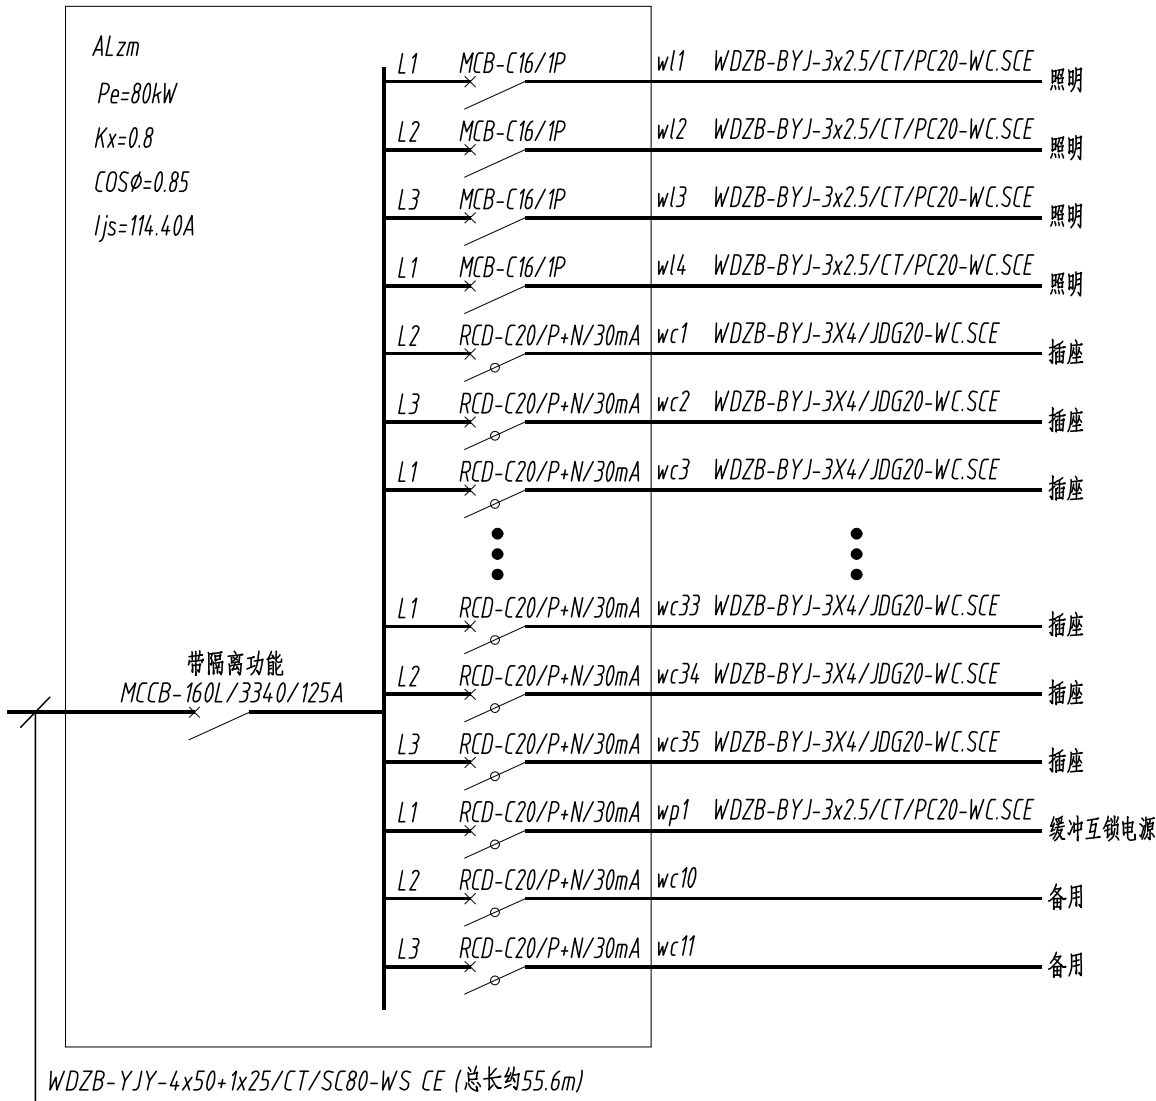 ALzm
Pe=80kW
Kx=0.8
COSØ=0.85
Ijs=114.40A
L1 MCB-C16/1P wl1 WDZB-BYJ-3x2.5/CT/PC20-WC.SCE 照明
L2 MCB-C16/1P wl2 WDZB-BYJ-3x2.5/CT/PC20-WC.SCE 照明
L3 MCB-C16/1P wl3 WDZB-BYJ-3x2.5/CT/PC20-WC.SCE 照明
L1 MCB-C16/1P wl4 WDZB-BYJ-3x2.5/CT/PC20-WC.SCE 照明
L2 RCD-C20/P+N/30mA wc1 WDZB-BYJ-3X4/JDG20-WC.SCE 插座
L3 RCD-C20/P+N/30mA wc2 WDZB-BYJ-3X4/JDG20-WC.SCE 插座
L1 RCD-C20/P+N/30mA wc3 WDZB-BYJ-3X4/JDG20-WC.SCE 插座
L1 RCD-C20/P+N/30mA wc33 WDZB-BYJ-3X4/JDG20-WC.SCE 插座
L2 RCD-C20/P+N/30mA wc34 WDZB-BYJ-3X4/JDG20-WC.SCE 插座
L3 RCD-C20/P+N/30mA wc35 WDZB-BYJ-3X4/JDG20-WC.SCE 插座
L1 RCD-C20/P+N/30mA wp1 WDZB-BYJ-3x2.5/CT/PC20-WC.SCE 缓冲互锁电源
L2 RCD-C20/P+N/30mA wc10 备用
L3 RCD-C20/P+N/30mA wc11 备用
带隔离功能
MCCB-160L/3340/125A
WDZB-YJY-4x50+1x25/CT/SC80-WS CE (总长约55.6m)